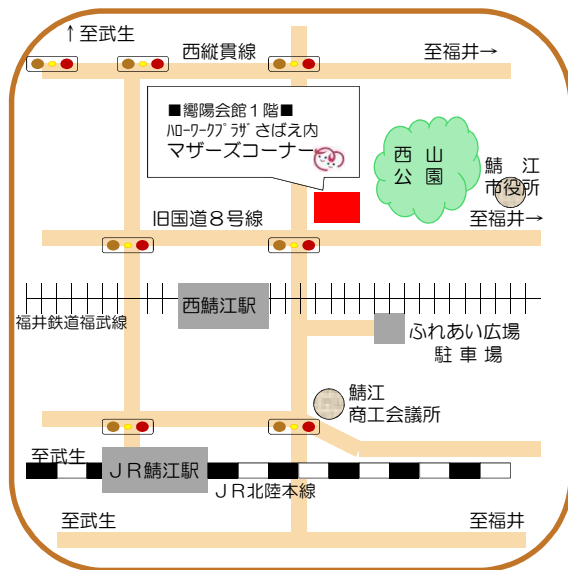 ↑至武生
西縦貫線
至福井→
■嚮陽会館１階■
ﾊﾛｰﾜｰｸﾌﾟﾗｻﾞさばえ内
マザーズコーナー
西　山
公　園
鯖　江
市役所
旧国道８号線
至福井→
福井鉄道福武線
西鯖江駅
ふれあい広場
駐 車 場
鯖江
商工会議所
至武生
ＪＲ鯖江駅
ＪＲ北陸本線
至武生
至福井